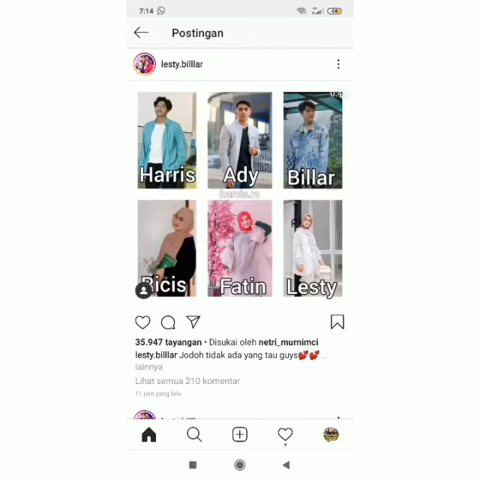 7:14
Postingan
lesty.billlar
Harris Ady Billar
Ricis Fatin Lesty
35.947 tayangan • Disukai oleh netri_murnimci
lesty.billlar Jodoh tidak ada yang tau guys💕💕...
lainnya
Lihat semua 210 komentar
11 jam yang lalu